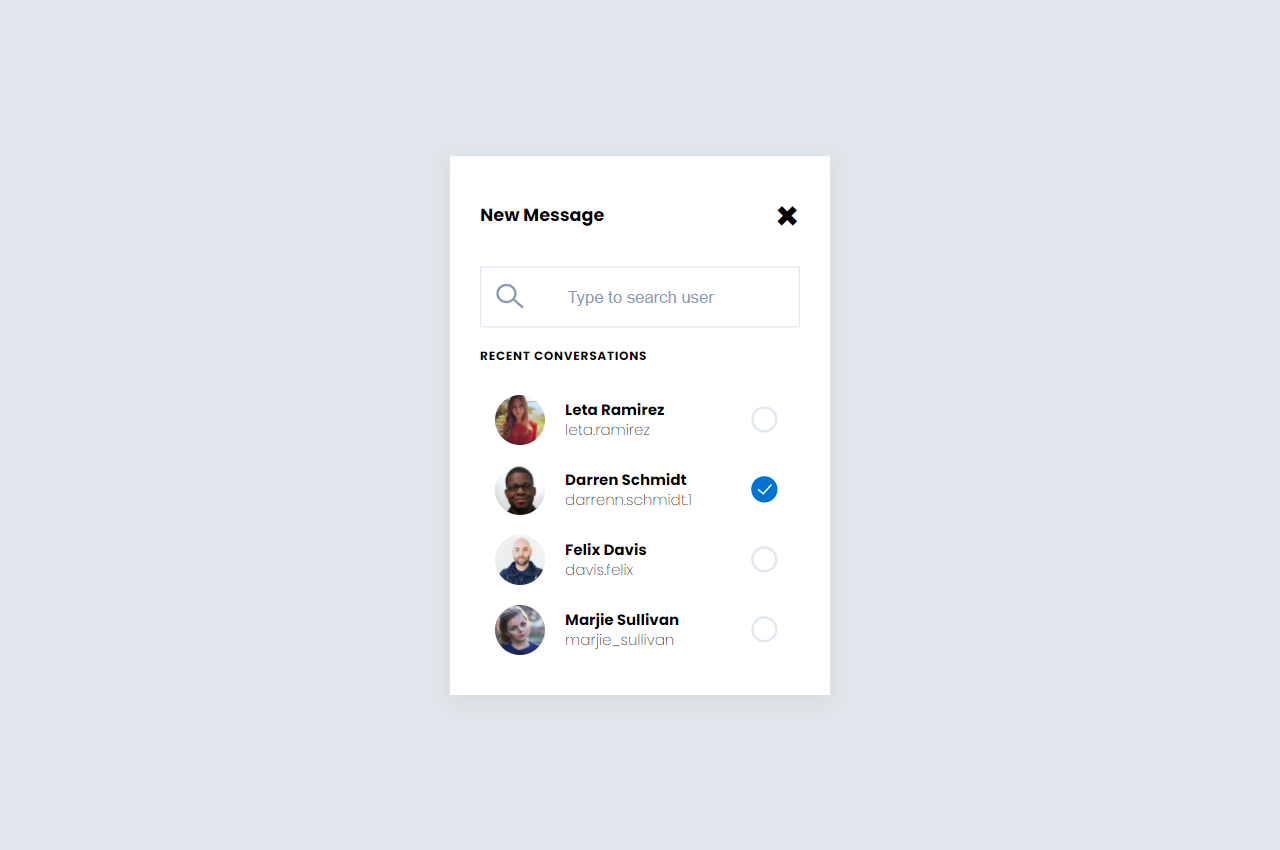 New Message
Type to search user
RECENT CONVERSATIONS
Leta Ramirez
leta.ramirez
Darren Schmidt
darrenn.schmidt.1
Felix Davis
davis.felix
Marjie Sullivan
marjie_sullivan